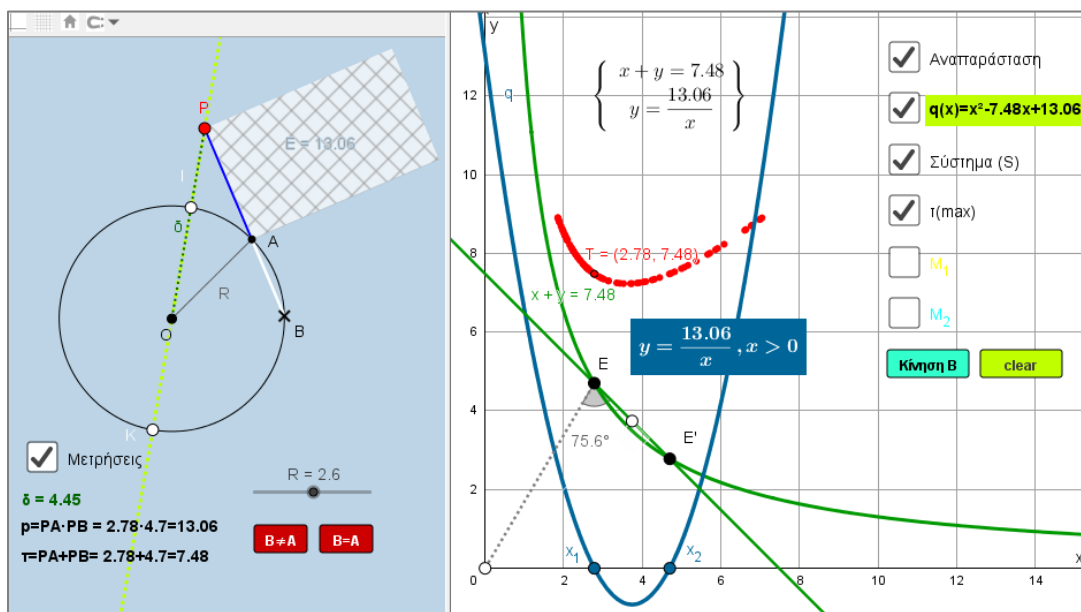 P
E = 13.06
I
δ
A
R
O
B
K
Μετρήσεις
R = 2.6
δ = 4.45
p=PA·PB = 2.78·4.7=13.06
τ=PA+PB= 2.78+4.7=7.48
B≠A
B=A
y
x + y = 7.48
y = 13.06/x
q
12
10
8
6
4
2
0
2
4
6
8
10
12
14
x
T = (2.78, 7.48)
x + y = 7.48
y = 13.06/x , x > 0
E
E'
75.6°
x₁
x₂
Αναπαράσταση
q(x)=x²-7.48x+13.06
Σύστημα (S)
τ(max)
M₁
M₂
Κίνηση Β
clear